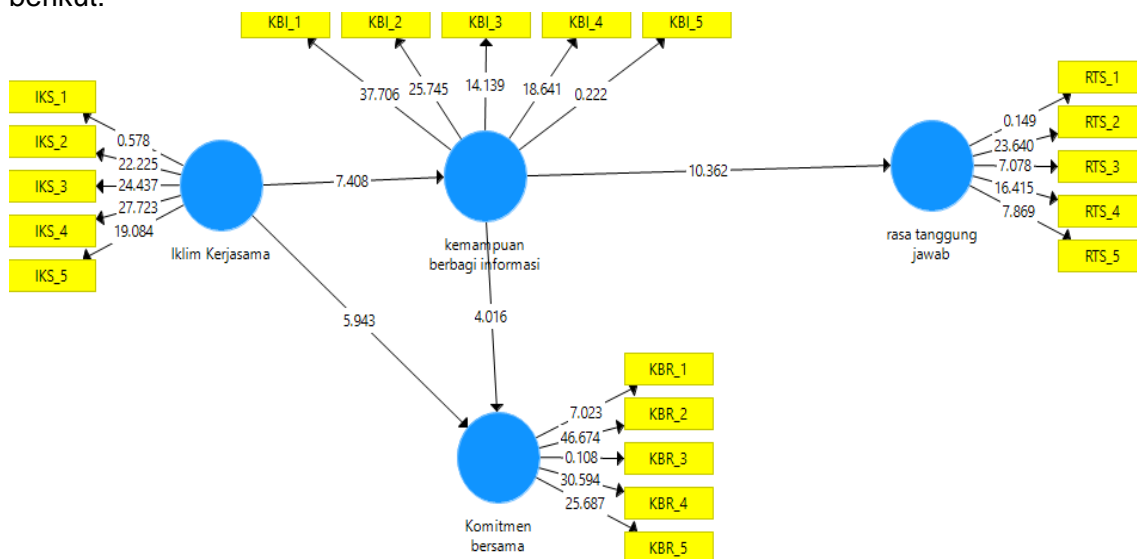 berikut.
KBI_1 KBI_2 KBI_3 KBI_4 KBI_5
37.706 25.745 14.139 18.641 0.222
IKS_1
IKS_2
IKS_3
IKS_4
IKS_5
0.578
22.225
24.437
27.723
19.084
Iklim Kerjasama
7.408
kemampuan
berbagi informasi
10.362
5.943
4.016
RTS_1
RTS_2
RTS_3
RTS_4
RTS_5
0.149
23.640
7.078
16.415
7.869
rasa tanggung
jawab
KBR_1
KBR_2
KBR_3
KBR_4
KBR_5
7.023
46.674
0.108
30.594
25.687
Komitmen
bersama